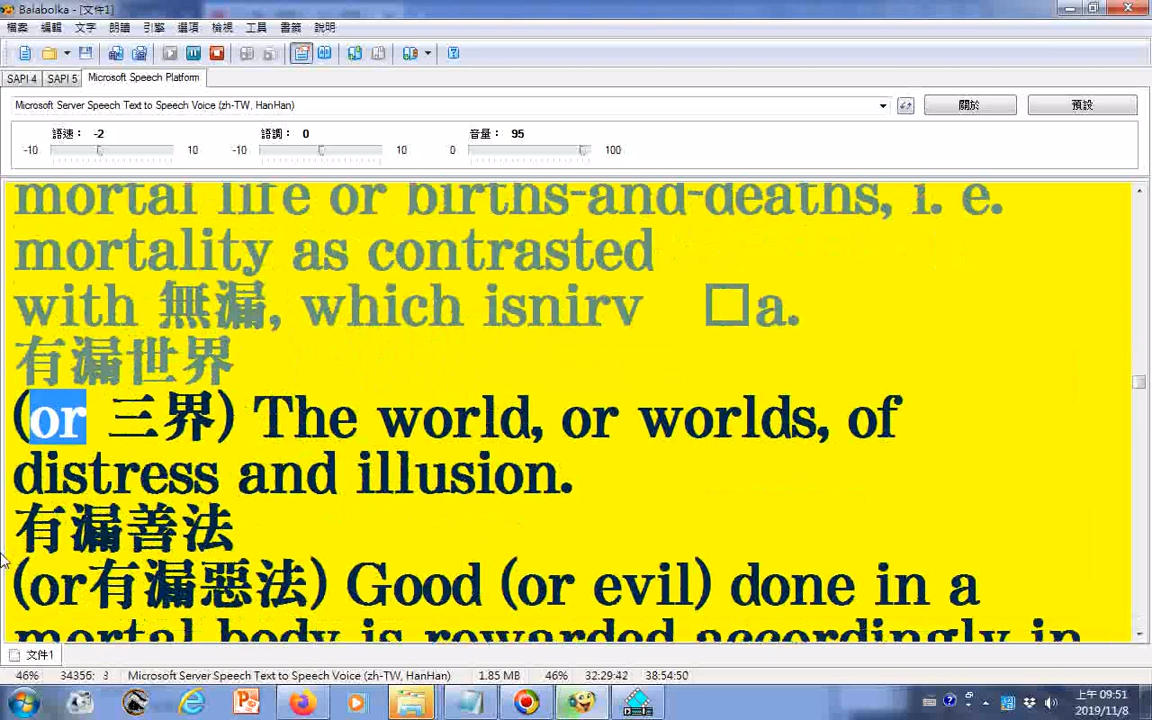 Balabolka - [文件1]
檔案 編輯 文字 朗讀 引擎 選項 檢視 工具 書籤 說明
SAPI 4 SAPI 5 Microsoft Speech Platform
Microsoft Server Speech Text to Speech Voice (zh-TW, HanHan) 關於 預設
語速： -2 語調： 0 音量： 95
-10 10 -10 10 0 100
mortal life or births-and-deaths, i. e.
mortality as contrasted
with 無漏, which isnirv □a.
有漏世界
(or 三界) The world, or worlds, of
distress and illusion.
有漏善法
(or有漏惡法) Good (or evil) done in a
mortal body is rewarded accordingly in
文件1
46% 34356: 3 Microsoft Server Speech Text to Speech Voice (zh-TW, HanHan) 1.85 MB 46% 32:29:42 38:54:50
上午 09:51
2019/11/8